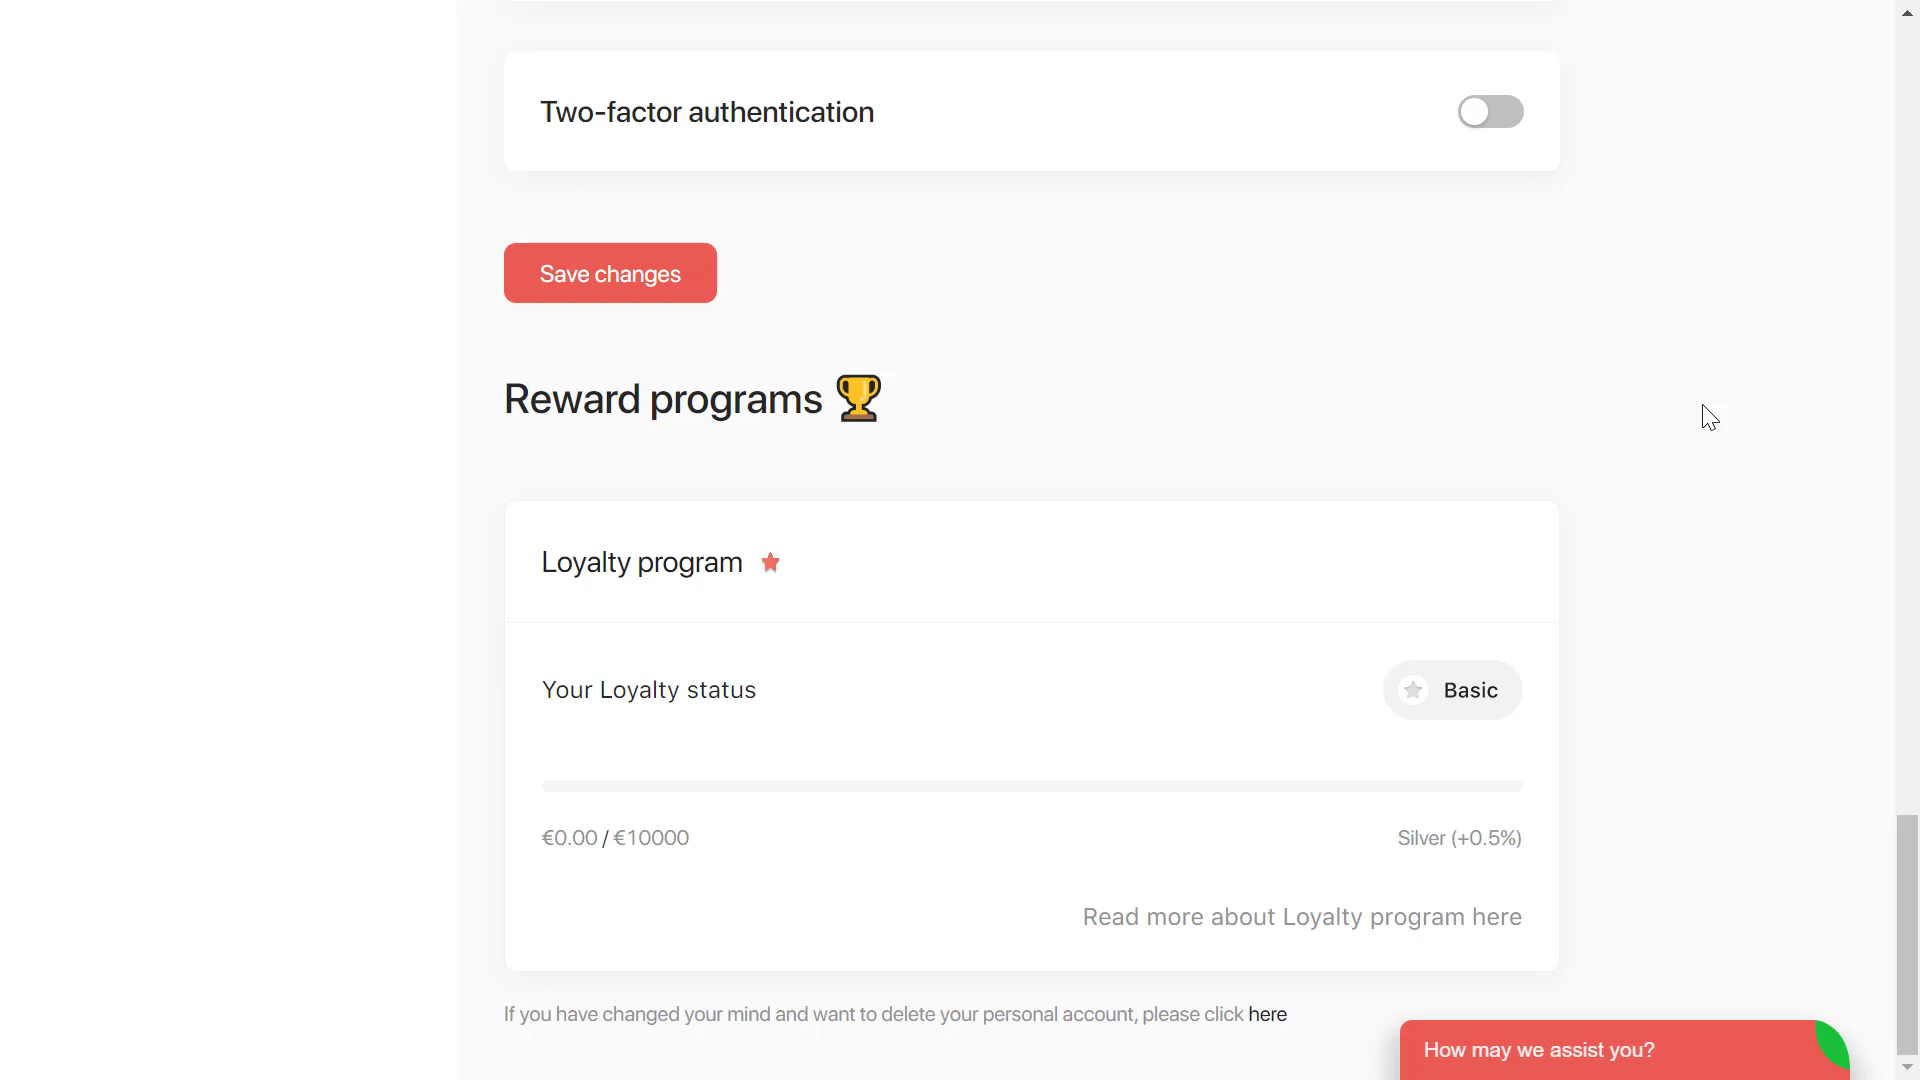 Two-factor authentication
Save changes
Reward programs
Loyalty program
Your Loyalty status
Basic
€0.00 / €10000
Silver (+0.5%)
Read more about Loyalty program here
If you have changed your mind and want to delete your personal account, please click here
How may we assist you?